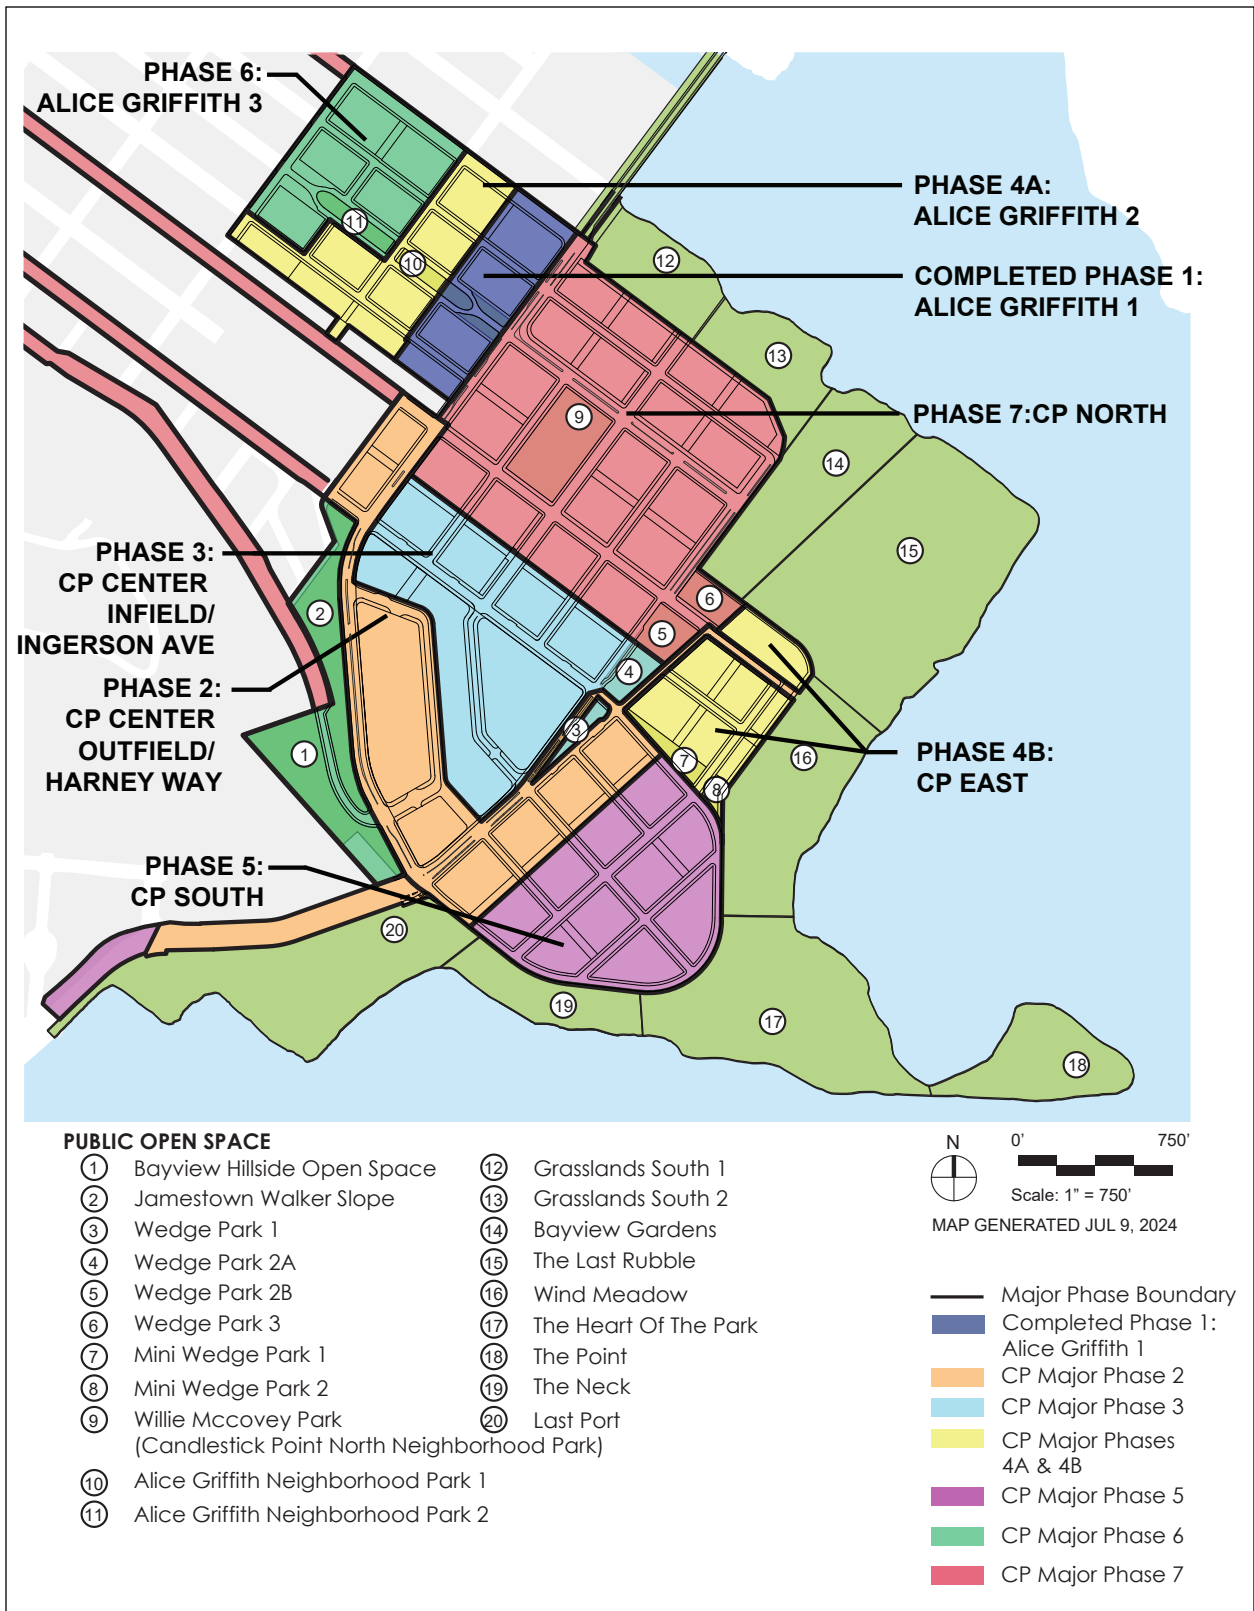 PHASE 6:
ALICE GRIFFITH 3
PHASE 4A:
ALICE GRIFFITH 2
COMPLETED PHASE 1:
ALICE GRIFFITH 1
PHASE 7:CP NORTH
PHASE 3:
CP CENTER
INFIELD/
INGERSON AVE
PHASE 2:
CP CENTER
OUTFIELD/
HARNEY WAY
PHASE 4B:
CP EAST
PHASE 5:
CP SOUTH
11
10
12
13
9
14
15
6
5
2
4
3
1
7
16
8
20
19
17
18
PUBLIC OPEN SPACE
1 Bayview Hillside Open Space
2 Jamestown Walker Slope
3 Wedge Park 1
4 Wedge Park 2A
5 Wedge Park 2B
6 Wedge Park 3
7 Mini Wedge Park 1
8 Mini Wedge Park 2
9 Willie Mccovey Park
(Candlestick Point North Neighborhood Park)
10 Alice Griffith Neighborhood Park 1
11 Alice Griffith Neighborhood Park 2
12 Grasslands South 1
13 Grasslands South 2
14 Bayview Gardens
15 The Last Rubble
16 Wind Meadow
17 The Heart Of The Park
18 The Point
19 The Neck
20 Last Port
N
0' 750'
Scale: 1" = 750'
MAP GENERATED JUL 9, 2024
Major Phase Boundary
Completed Phase 1:
Alice Griffith 1
CP Major Phase 2
CP Major Phase 3
CP Major Phases
4A & 4B
CP Major Phase 5
CP Major Phase 6
CP Major Phase 7